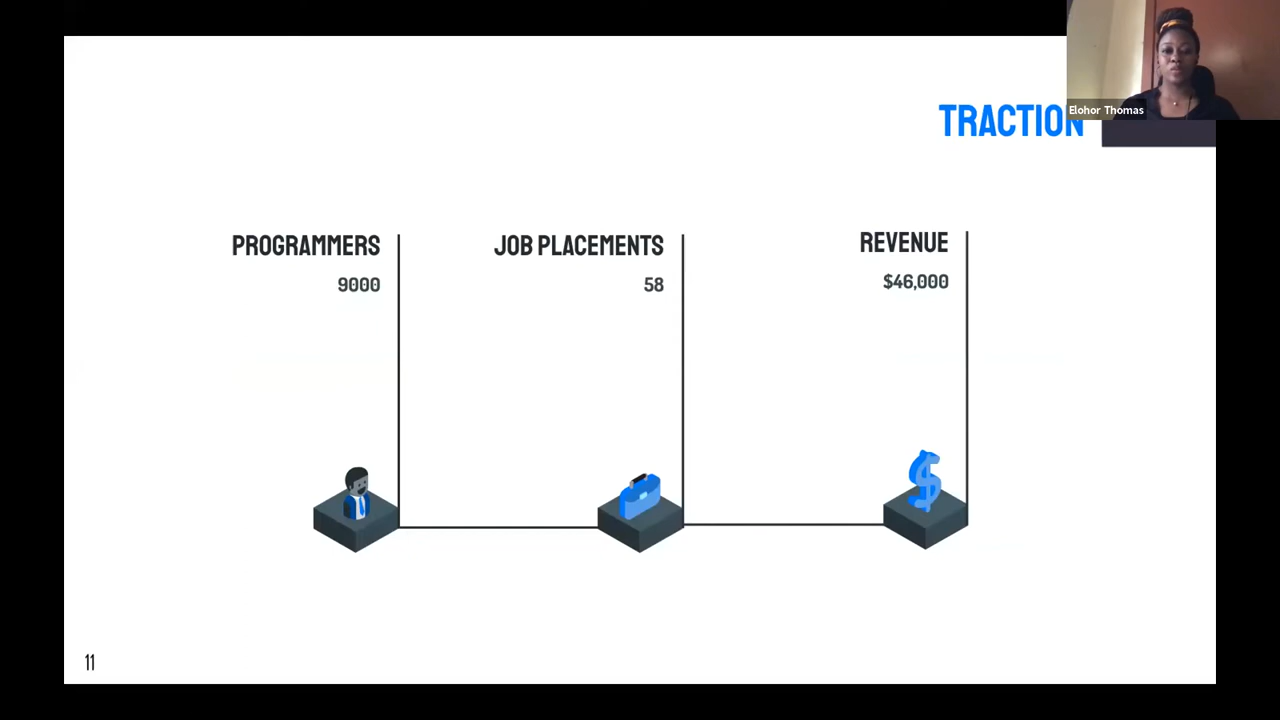 Elohor Thomas
TRACTION
PROGRAMMERS
9000
JOB PLACEMENTS
58
REVENUE
$46,000
11